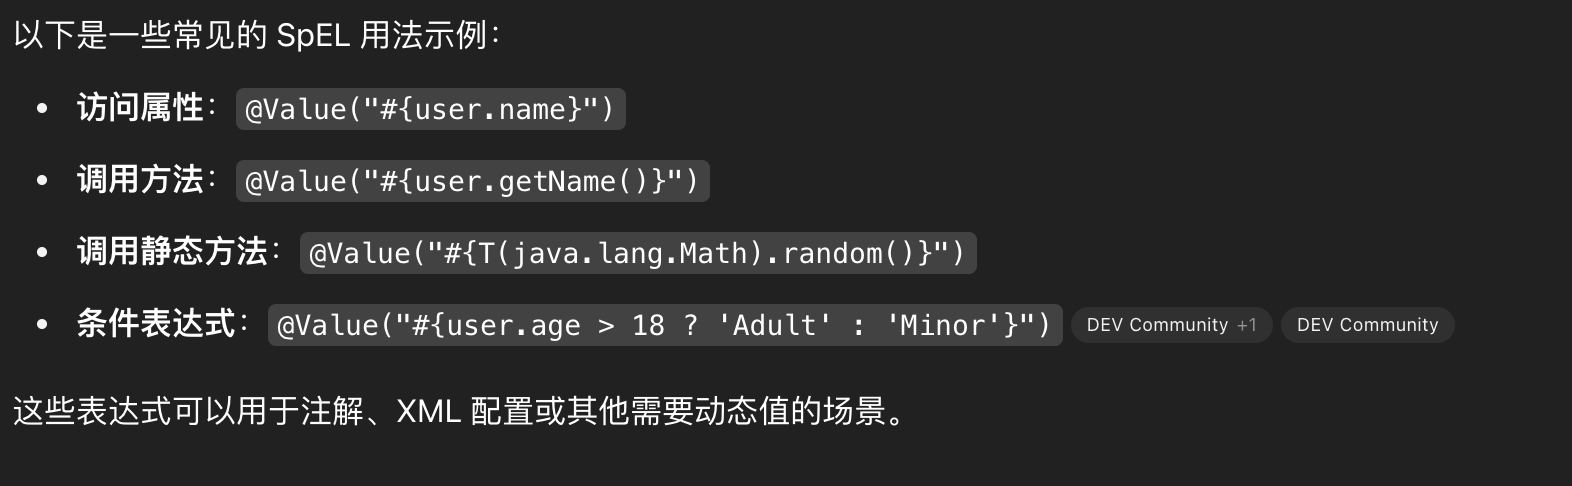 以下是一些常见的 SpEL 用法示例：
• 访问属性： @Value("#{user.name}")
• 调用方法： @Value("#{user.getName()}")
• 调用静态方法： @Value("#{T(java.lang.Math).random()}")
• 条件表达式： @Value("#{user.age > 18 ? 'Adult' : 'Minor'}") DEV Community +1 DEV Community
这些表达式可以用于注解、XML 配置或其他需要动态值的场景。